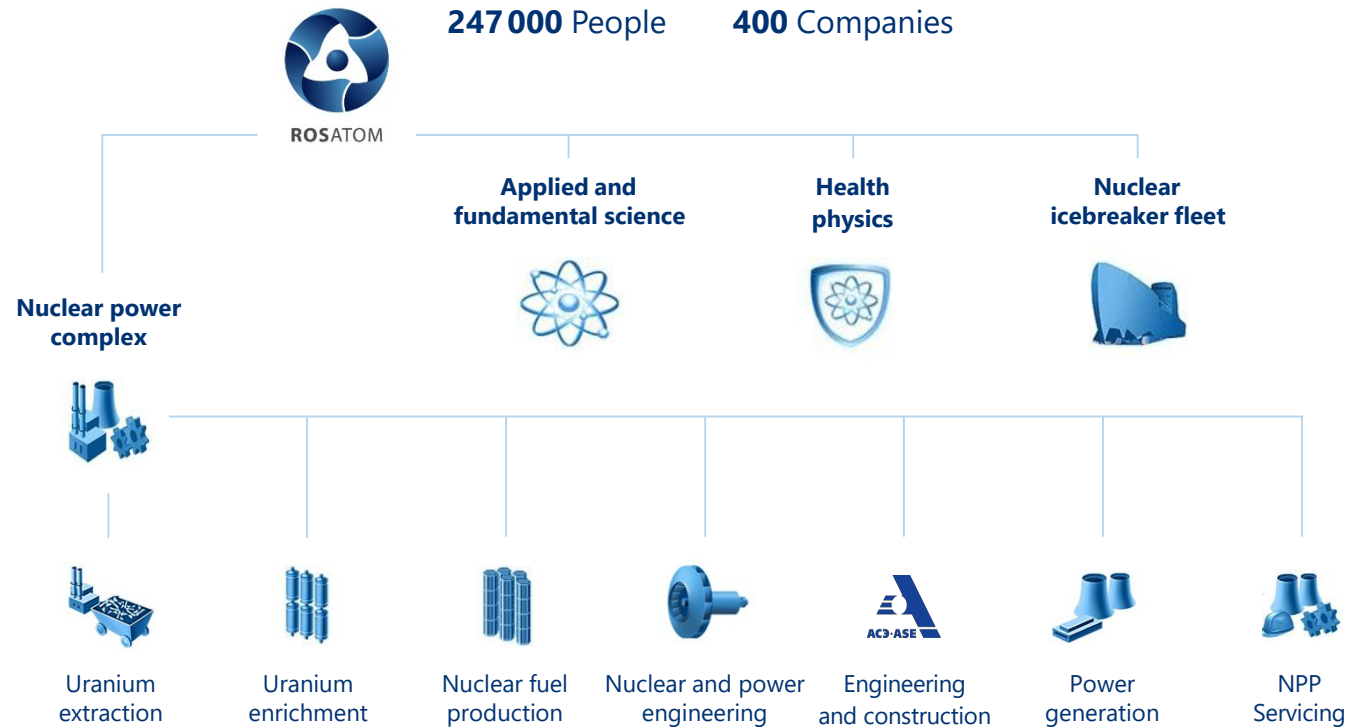 247 000 People 400 Companies
ROSATOM
Applied and
fundamental science
Health
physics
Nuclear
icebreaker fleet
Nuclear power
complex
АСЭ·ASE
Uranium
extraction
Uranium
enrichment
Nuclear fuel
production
Nuclear and power
engineering
Engineering
and construction
Power
generation
NPP
Servicing